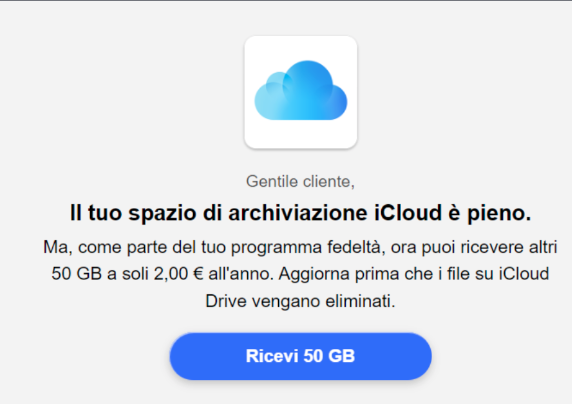 Gentile cliente,
Il tuo spazio di archiviazione iCloud è pieno.
Ma, come parte del tuo programma fedeltà, ora puoi ricevere altri
50 GB a soli 2,00 € all'anno. Aggiorna prima che i file su iCloud
Drive vengano eliminati.
Ricevi 50 GB